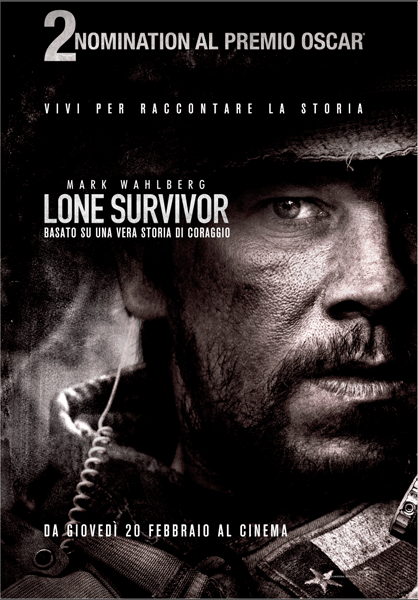 2 NOMINATION AL PREMIO OSCAR®
VIVI PER RACCONTARE LA STORIA
MARK WAHLBERG
LONE SURVIVOR
BASATO SU UNA VERA STORIA DI CORAGGIO
DA GIOVEDÌ 20 FEBBRAIO AL CINEMA